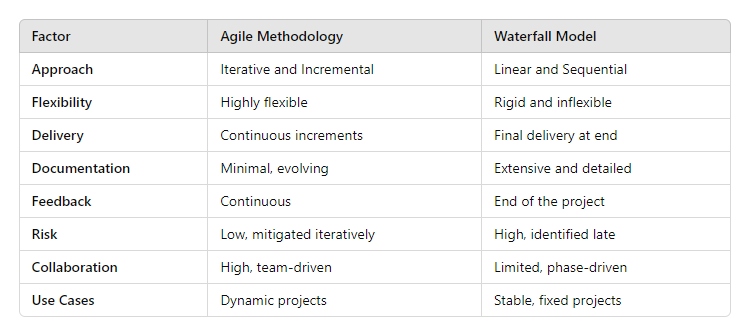 Factor Agile Methodology Waterfall Model
Approach Iterative and Incremental Linear and Sequential
Flexibility Highly flexible Rigid and inflexible
Delivery Continuous increments Final delivery at end
Documentation Minimal, evolving Extensive and detailed
Feedback Continuous End of the project
Risk Low, mitigated iteratively High, identified late
Collaboration High, team-driven Limited, phase-driven
Use Cases Dynamic projects Stable, fixed projects